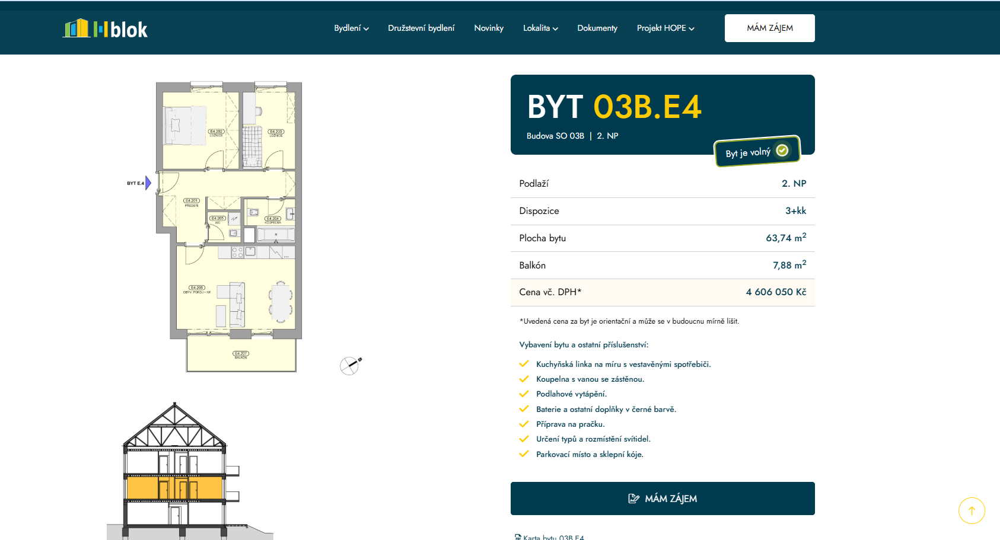 blok
Bydlení
Družstevní bydlení
Novinky
Lokalita
Dokumenty
Projekt HOPE
MÁM ZÁJEM
E4.202
LOŽNICE
E4.203
LOŽNICE
BYT E.4
E4.201
PŘEDSÍŇ
E4.205
WC
E4.204
KOUPELNA
E4.206
OBÝV. POKOJ + KK
E4.207
BALKÓN
S
BYT 03B.E4
Budova SO 03B | 2. NP
Byt je volný
Podlaží 2. NP
Dispozice 3+kk
Plocha bytu 63,74 m²
Balkón 7,88 m²
Cena vč. DPH* 4 606 050 Kč
*Uvedená cena za byt je orientační a může se v budoucnu mírně lišit.
Vybavení bytu a ostatní příslušenství:
Kuchyňská linka na míru s vestavěnými spotřebiči.
Koupelna s vanou se zástěnou.
Podlahové vytápění.
Baterie a ostatní doplňky v černé barvě.
Příprava na pračku.
Určení typů a rozmístění svítidel.
Parkovací místo a sklepní kóje.
MÁM ZÁJEM
Karta bytu 03B.E4